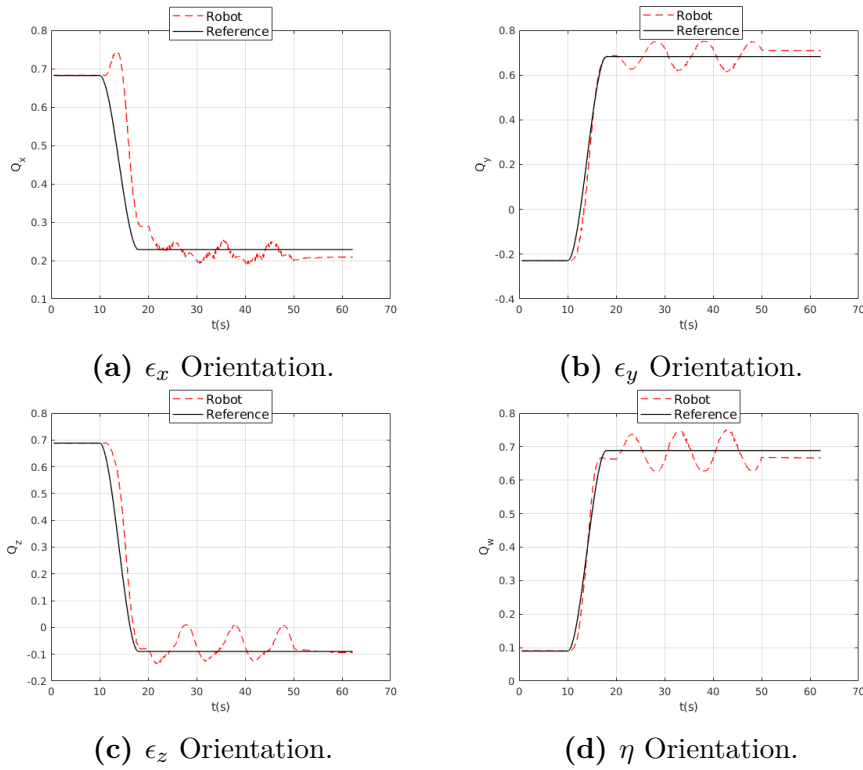 Robot
Reference
0.8
0.7
0.6
0.5
0.4
0.3
0.2
0.1
Q_x
0 10 20 30 40 50 60 70
t(s)
(a) ϵ_x Orientation.
Robot
Reference
0.8
0.6
0.4
0.2
0
-0.2
-0.4
Q_y
0 10 20 30 40 50 60 70
t(s)
(b) ϵ_y Orientation.
Robot
Reference
0.8
0.7
0.6
0.5
0.4
0.3
0.2
0.1
0
-0.1
-0.2
Q_z
0 10 20 30 40 50 60 70
t(s)
(c) ϵ_z Orientation.
Robot
Reference
0.8
0.7
0.6
0.5
0.4
0.3
0.2
0.1
0
Q_w
0 10 20 30 40 50 60 70
t(s)
(d) η Orientation.